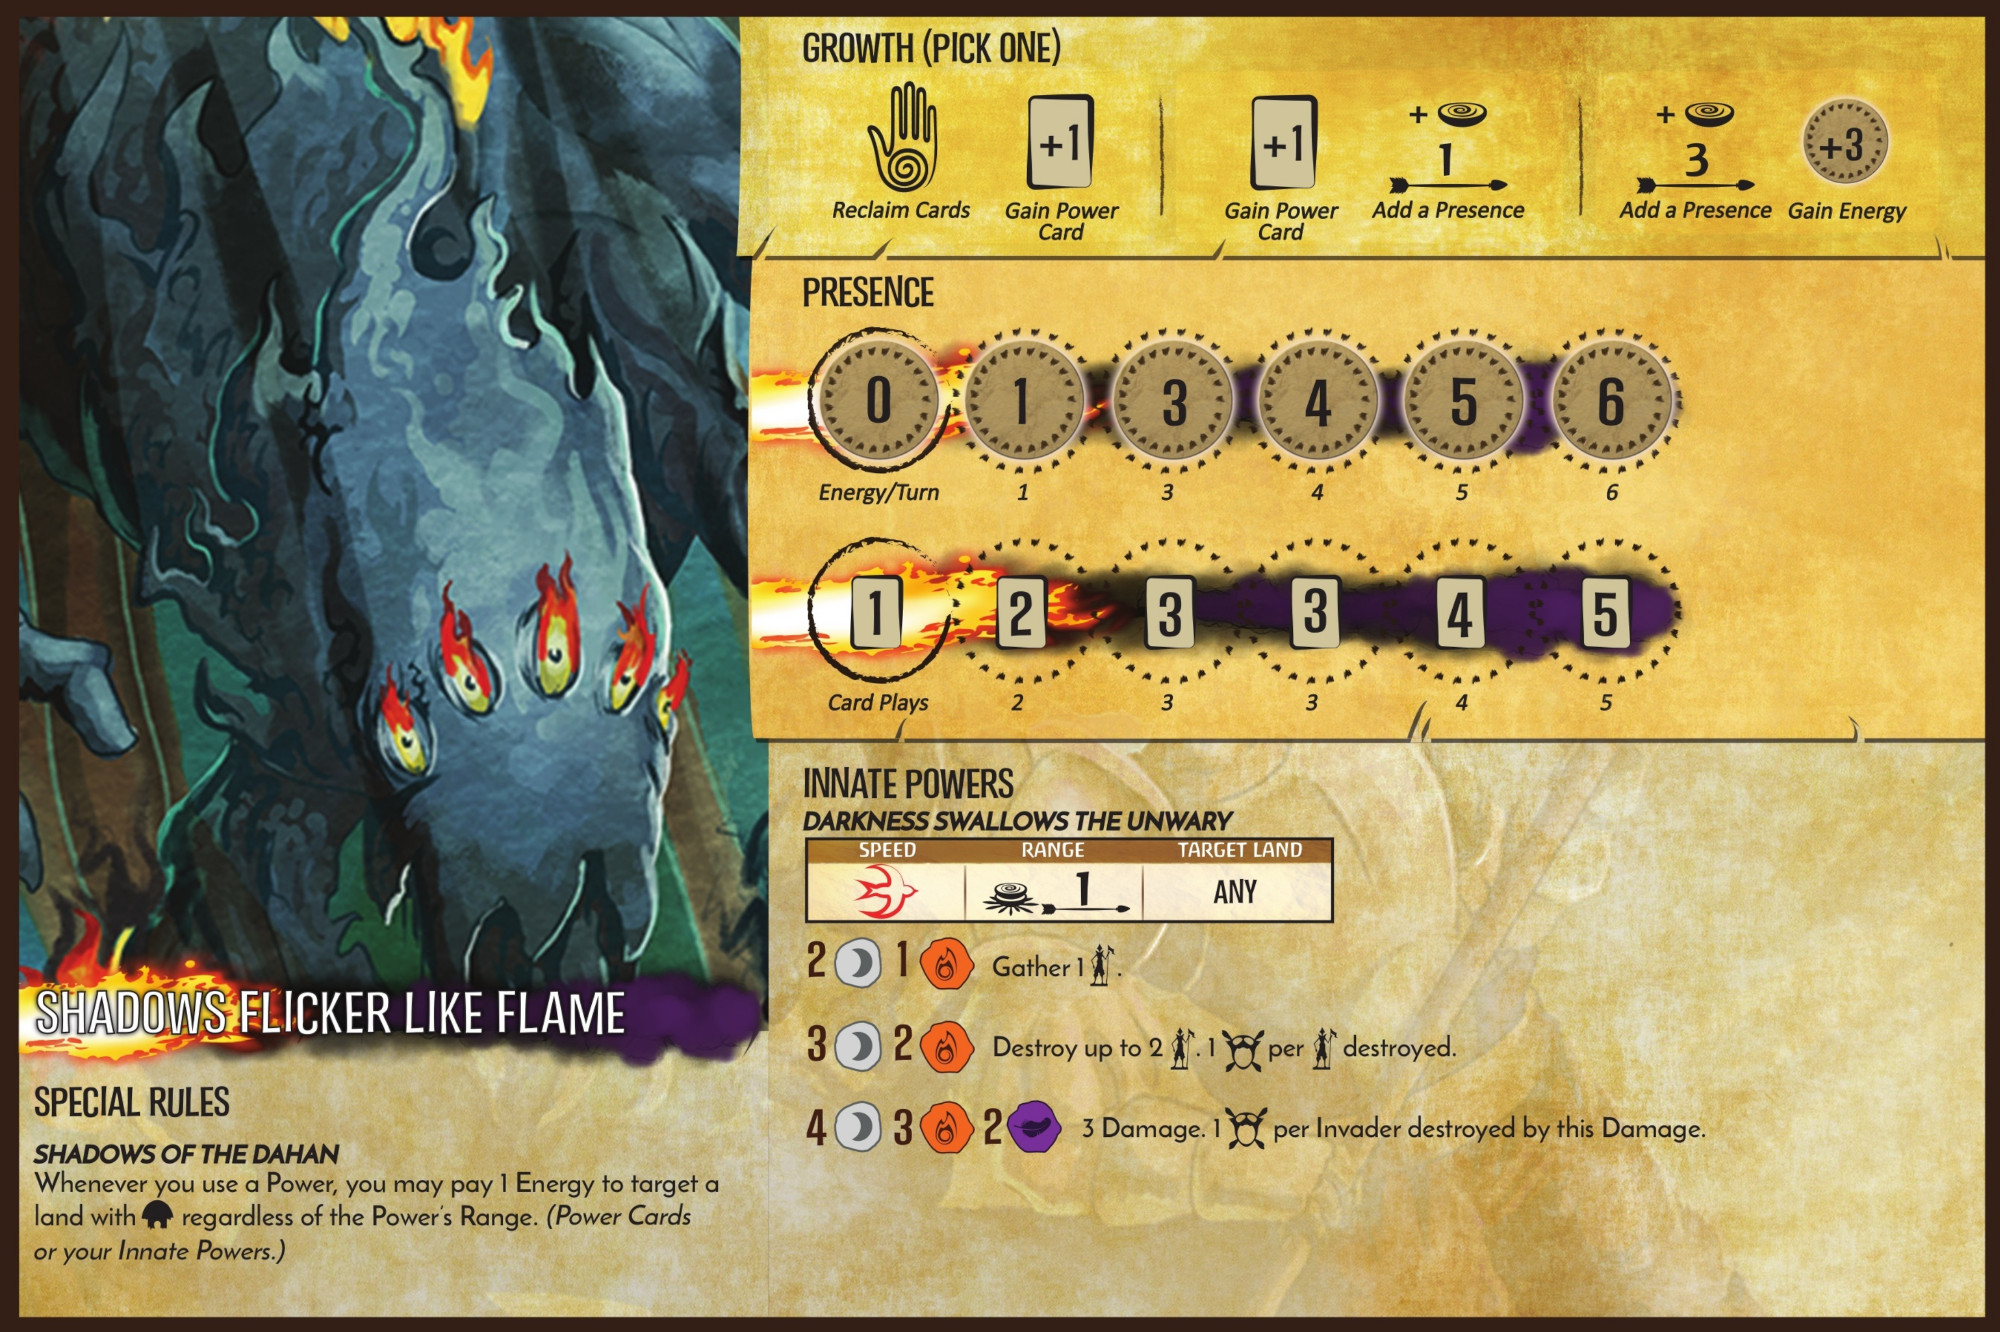 GROWTH (PICK ONE)
+1
+1
+
1
+
3
+3
Reclaim Cards
Gain Power Card
Gain Power Card
Add a Presence
Add a Presence
Gain Energy
PRESENCE
0 1 3 4 5 6
Energy/Turn 1 3 4 5 6
1 2 3 3 4 5
Card Plays 2 3 3 4 5
INNATE POWERS
DARKNESS SWALLOWS THE UNWARY
SPEED RANGE TARGET LAND
1 ANY
2 1 Gather 1 .
3 2 Destroy up to 2 . 1 per destroyed.
4 3 2 3 Damage. 1 per Invader destroyed by this Damage.
SHADOWS FLICKER LIKE FLAME
SPECIAL RULES
SHADOWS OF THE DAHAN
Whenever you use a Power, you may pay 1 Energy to target a
land with regardless of the Power's Range. (Power Cards
or your Innate Powers.)